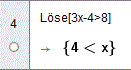 4
Löse[3x-4>8]
→ {4 < x}